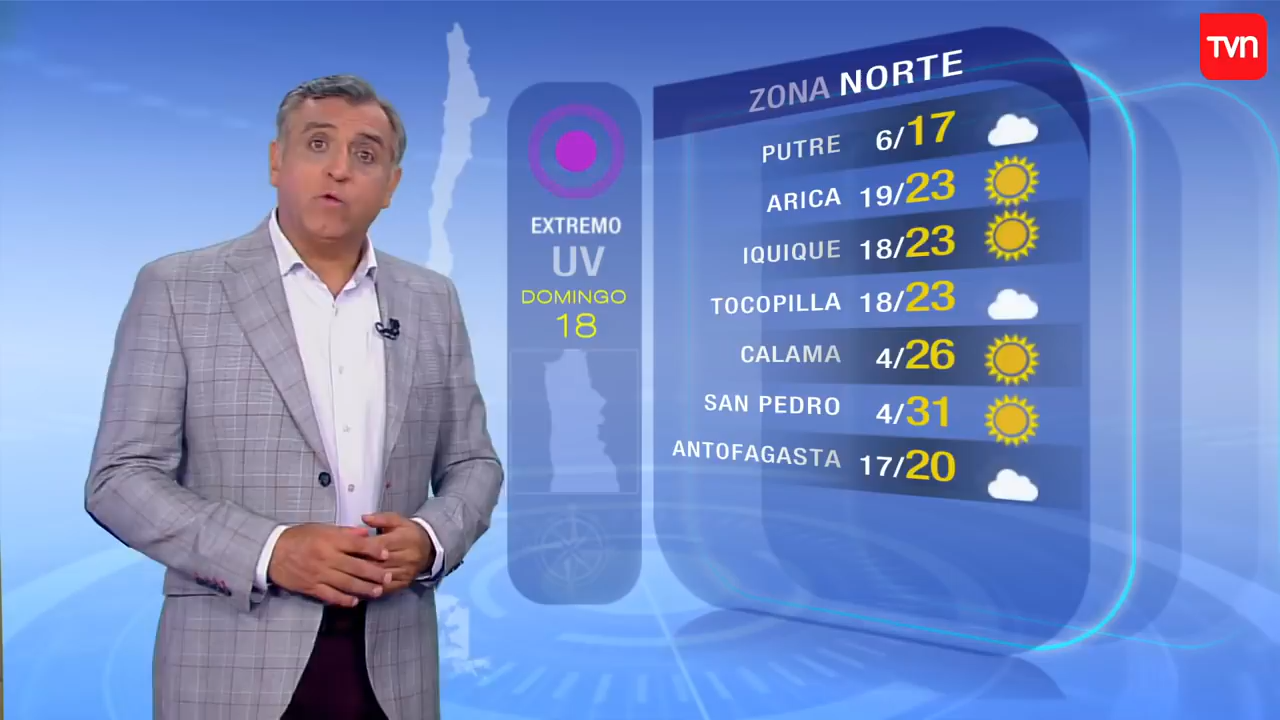 TVN
ZONA NORTE
PUTRE 6/17
ARICA 19/23
IQUIQUE 18/23
TOCOPILLA 18/23
CALAMA 4/26
SAN PEDRO 4/31
ANTOFAGASTA 17/20
EXTREMO
UV
DOMINGO
18